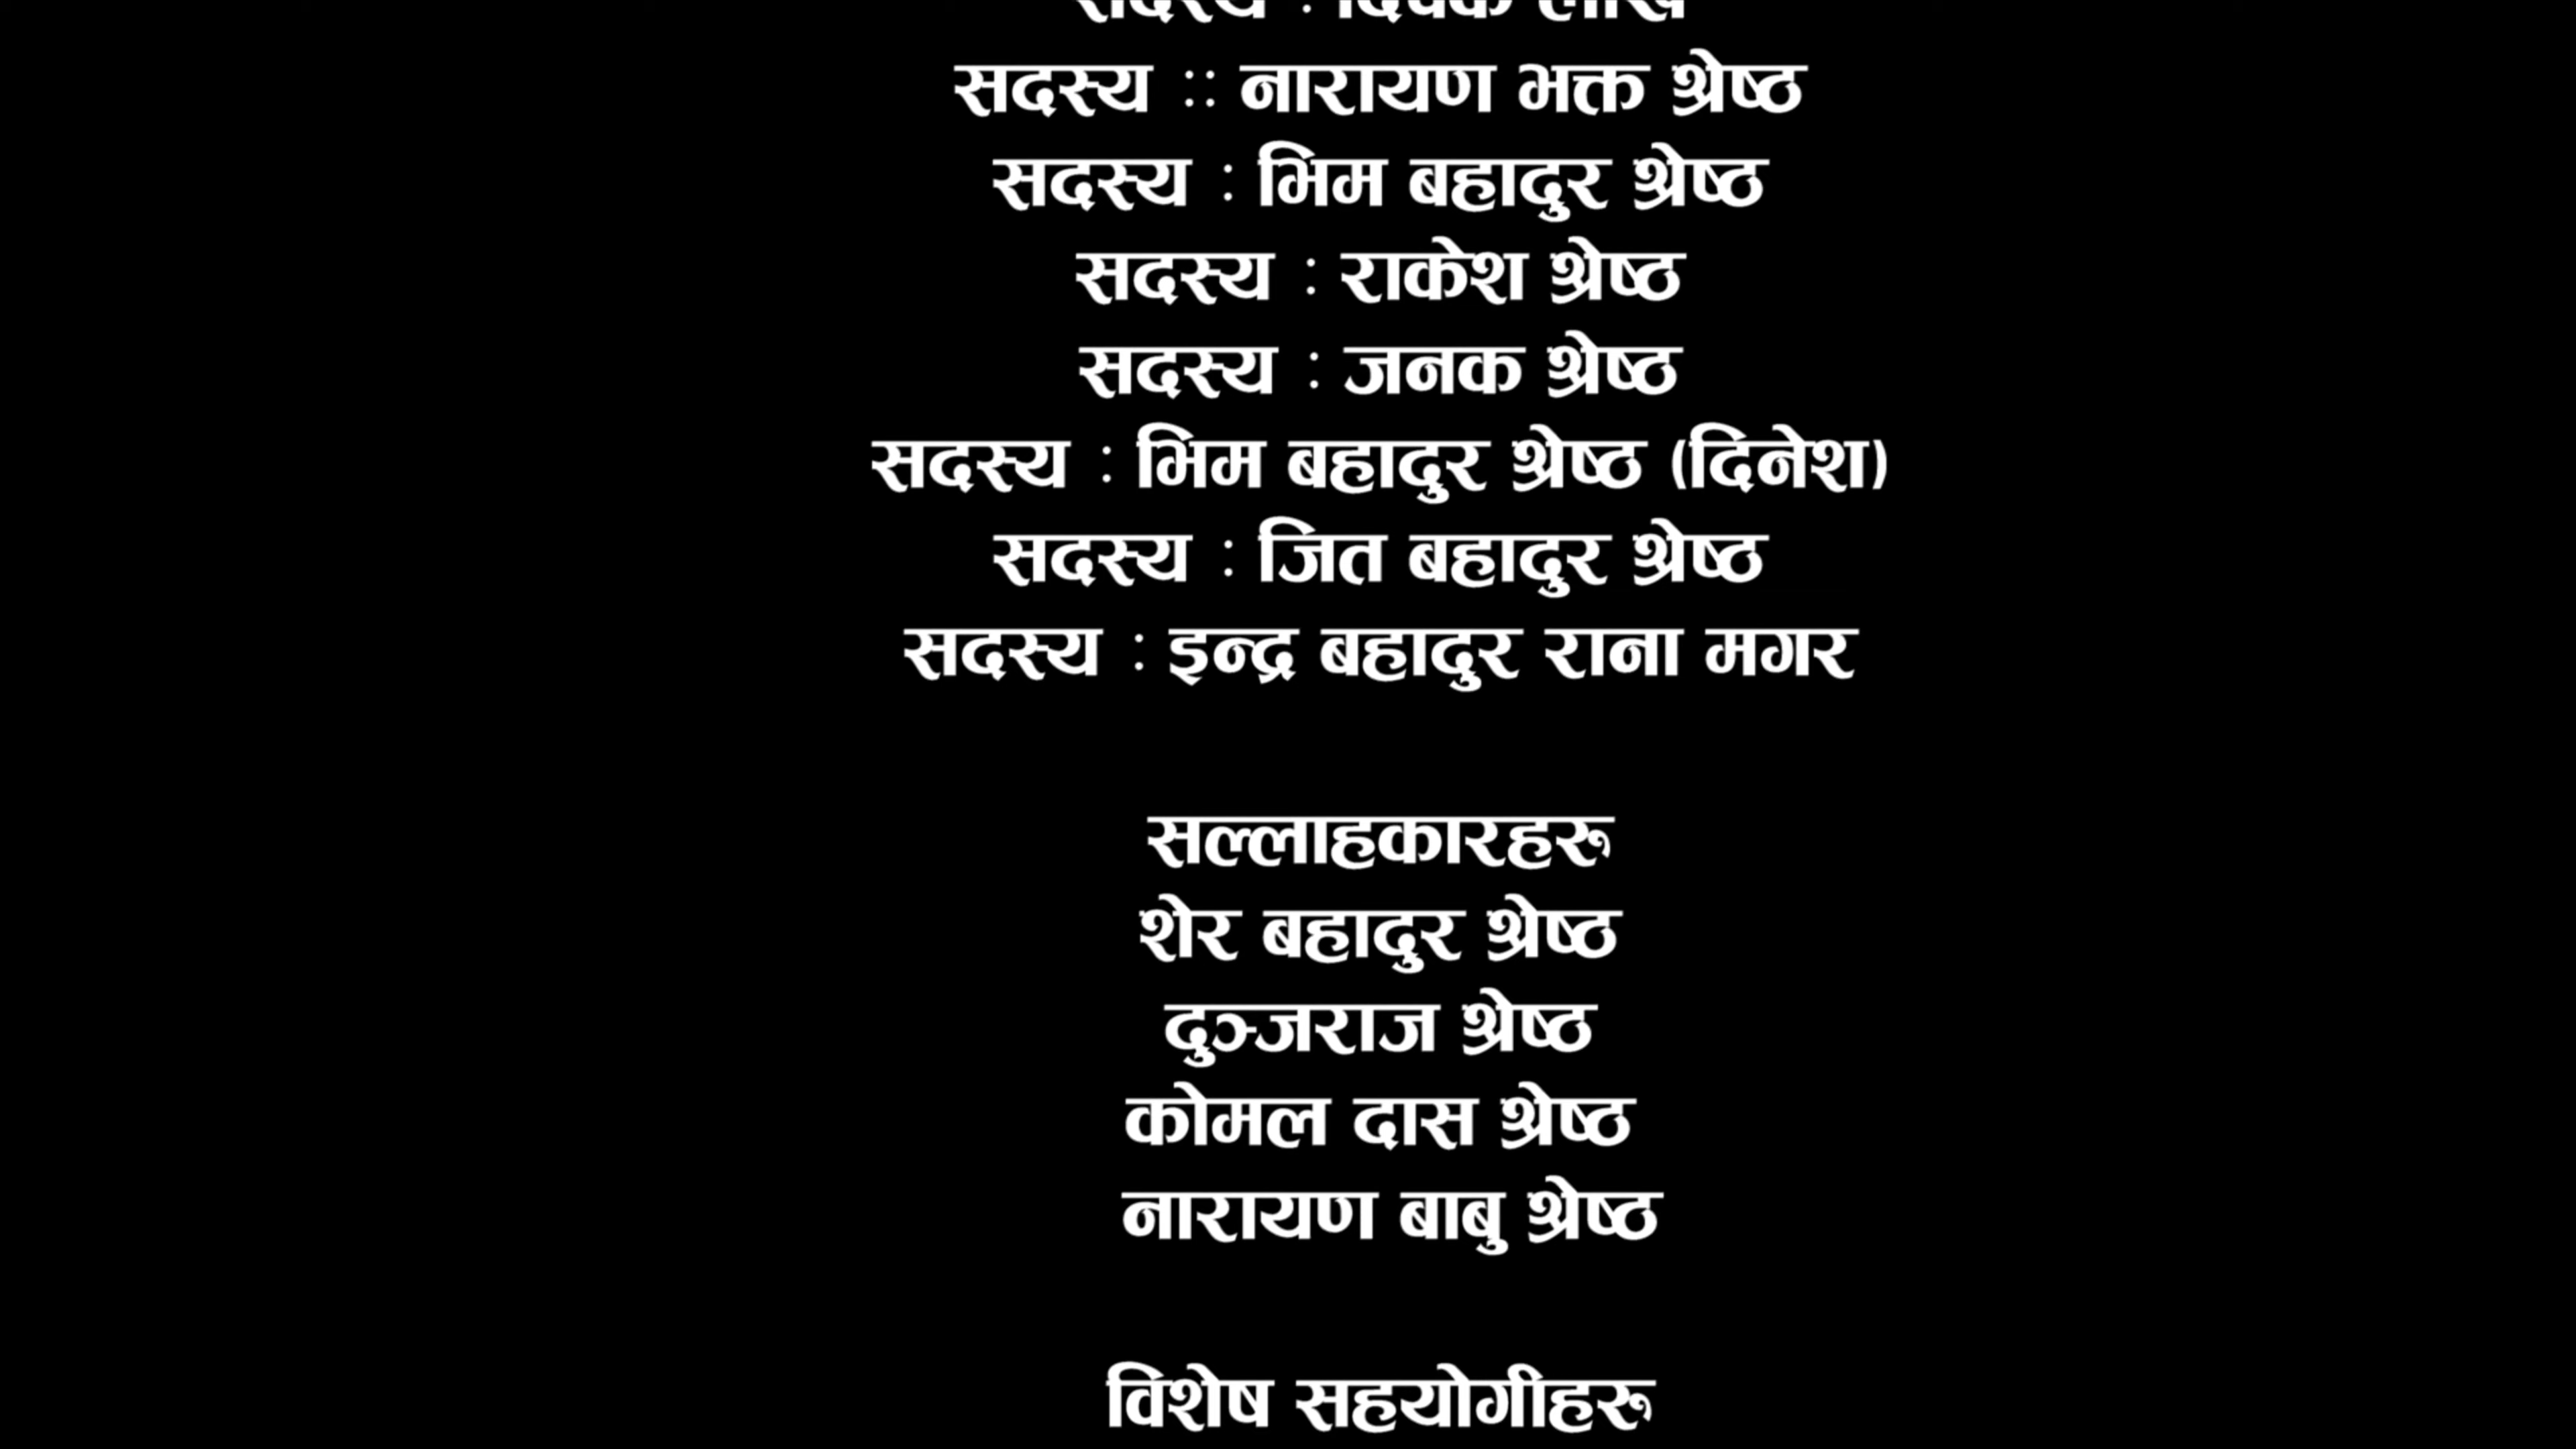 सदस्य :
सदस्य :: नारायण भक्त श्रेष्ठ
सदस्य : भिम बहादुर श्रेष्ठ
सदस्य : राकेश श्रेष्ठ
सदस्य : जनक श्रेष्ठ
सदस्य : भिम बहादुर श्रेष्ठ (दिनेश)
सदस्य : जित बहादुर श्रेष्ठ
सदस्य : इन्द्र बहादुर राना मगर
सल्लाहकारहरु
शेर बहादुर श्रेष्ठ
दुञ्जराज श्रेष्ठ
कोमल दास श्रेष्ठ
नारायण बाबु श्रेष्ठ
विशेष सहयोगीहरु